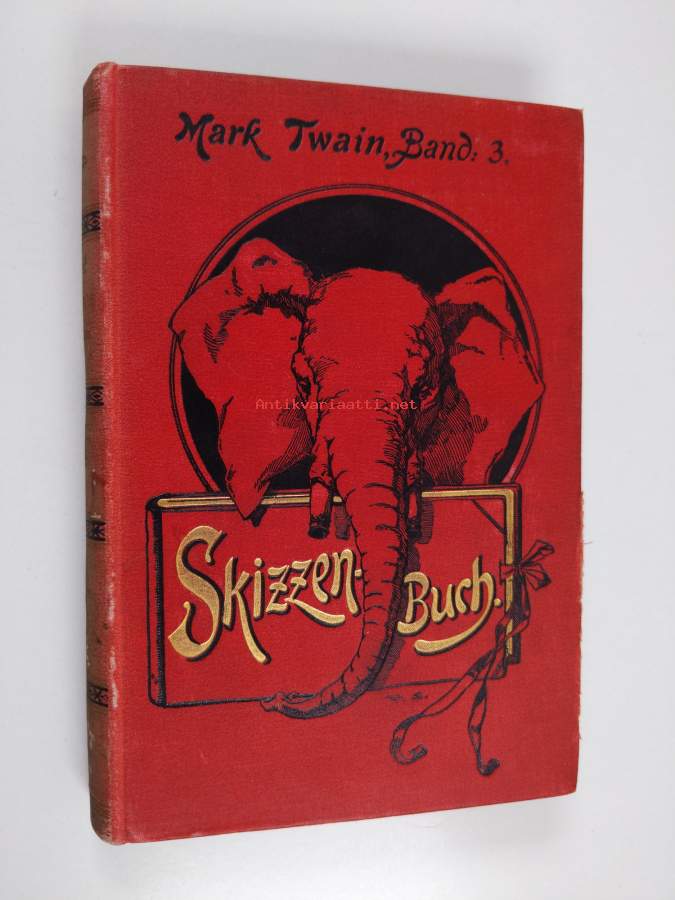 Mark Twain, Band: 3.
Antikvariaatti.net
Skizzen-
Buch.